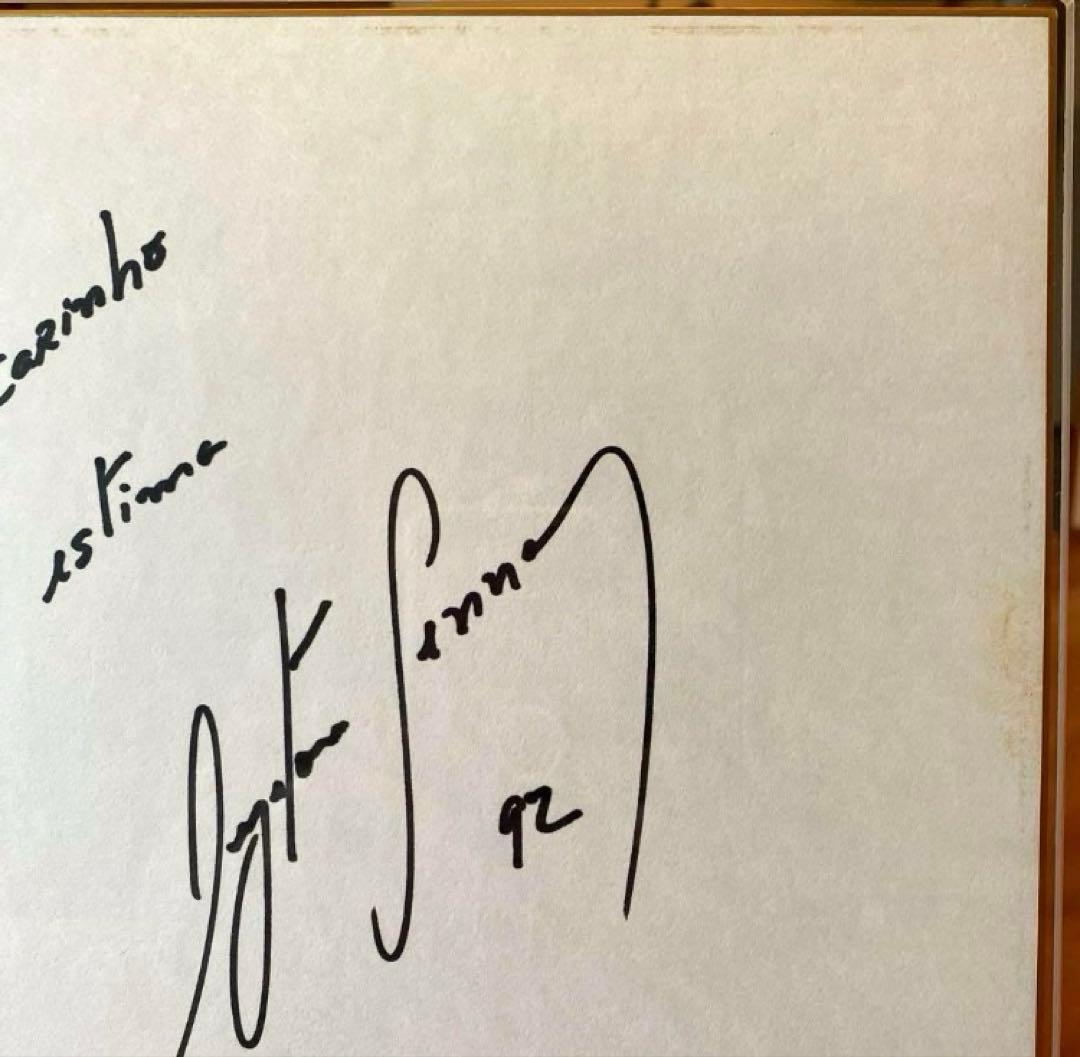 Carinho
estima
Ayrton Senna
92